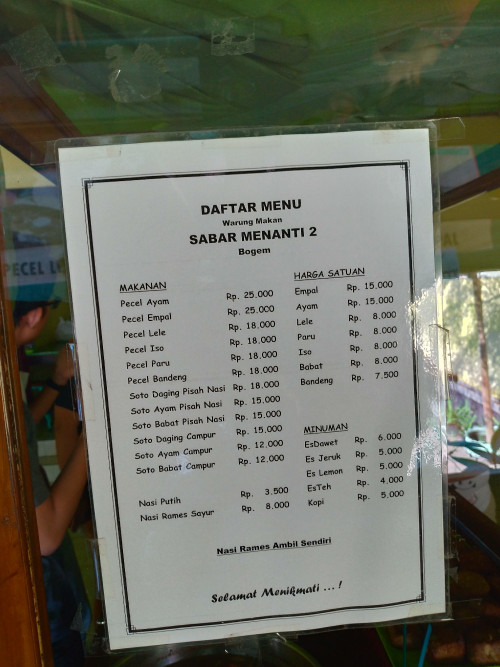 DAFTAR MENU
Warung Makan
SABAR MENANTI 2
Bogem
MAKANAN
Pecel Ayam Rp. 25.000
Pecel Empal Rp. 25.000
Pecel Lele Rp. 18.000
Pecel Iso Rp. 18.000
Pecel Paru Rp. 18.000
Pecel Bandeng Rp. 18.000
Soto Daging Pisah Nasi Rp. 18.000
Soto Ayam Pisah Nasi Rp. 15.000
Soto Babat Pisah Nasi Rp. 15.000
Soto Daging Campur Rp. 15.000
Soto Ayam Campur Rp. 12.000
Soto Babat Campur Rp. 12.000
Nasi Putih Rp. 3.500
Nasi Rames Sayur Rp. 8.000
HARGA SATUAN
Empal Rp. 15.000
Ayam Rp. 15.000
Lele Rp. 8.000
Paru Rp. 8.000
Iso Rp. 8.000
Babat Rp. 8.000
Bandeng Rp. 7.500
MINUMAN
EsDawet Rp. 6.000
Es Jeruk Rp. 5.000
Es Lemon Rp. 5.000
EsTeh Rp. 4.000
Kopi Rp. 5.000
Nasi Rames Ambil Sendiri
Selamat Menikmati ... !
PECEL